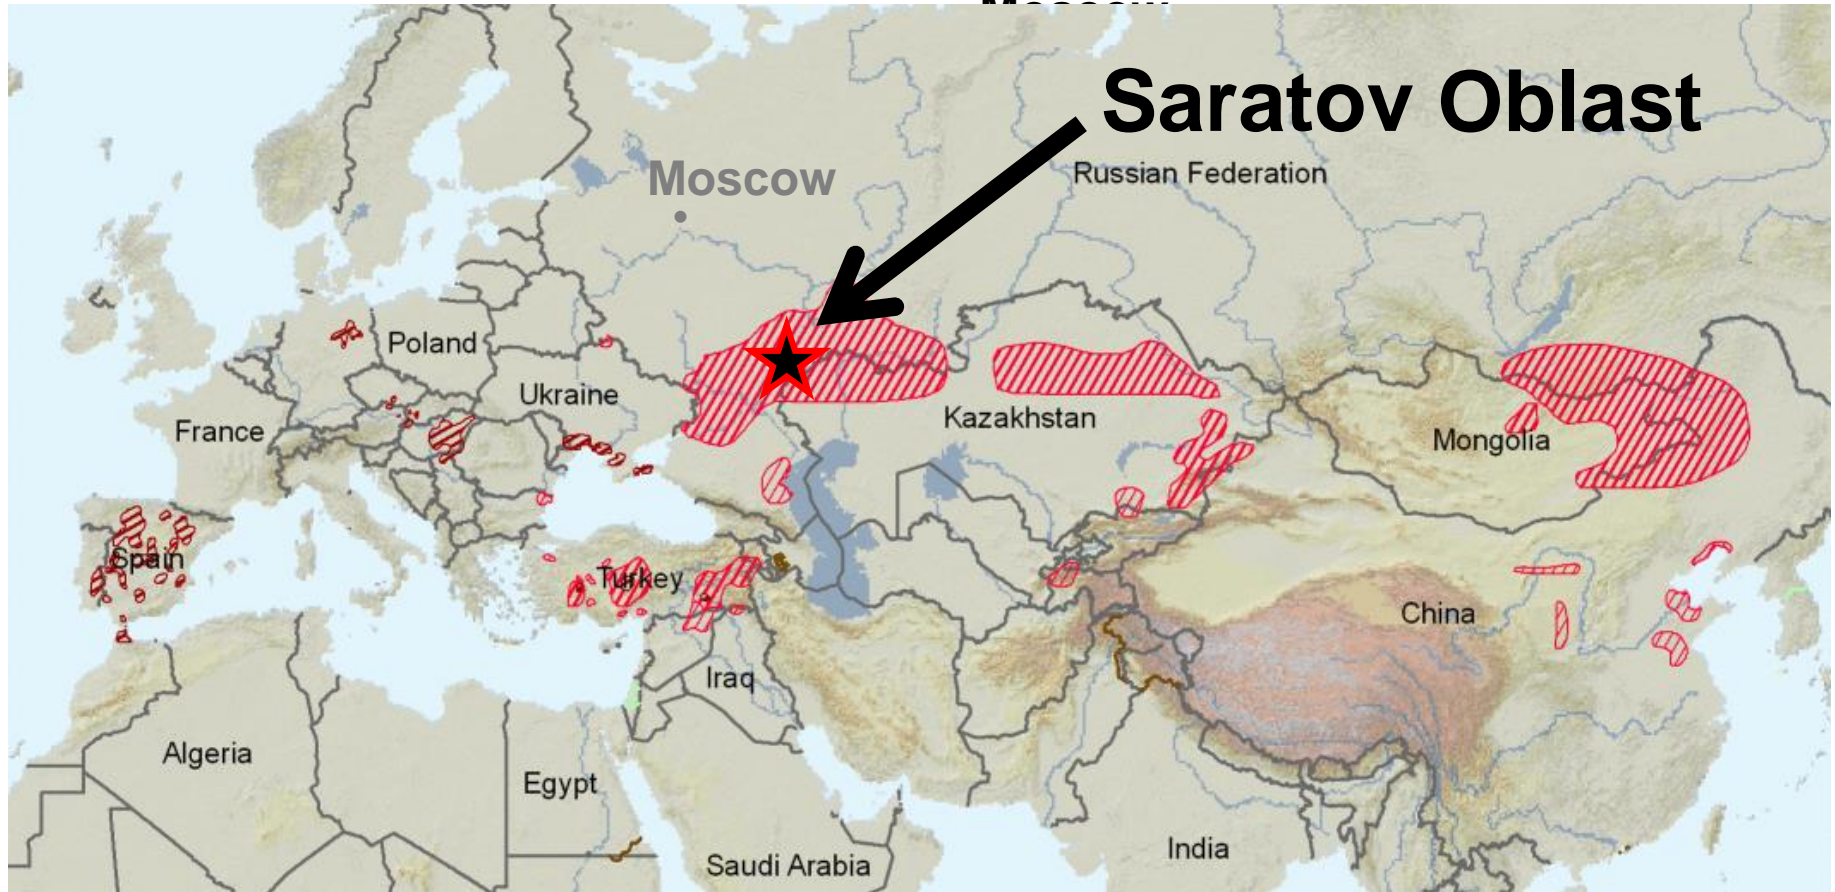 Saratov Oblast
Russian Federation
Moscow
Poland
Ukraine
France
Kazakhstan
Mongolia
Spain
Turkey
China
Iraq
Algeria
Egypt
India
Saudi Arabia